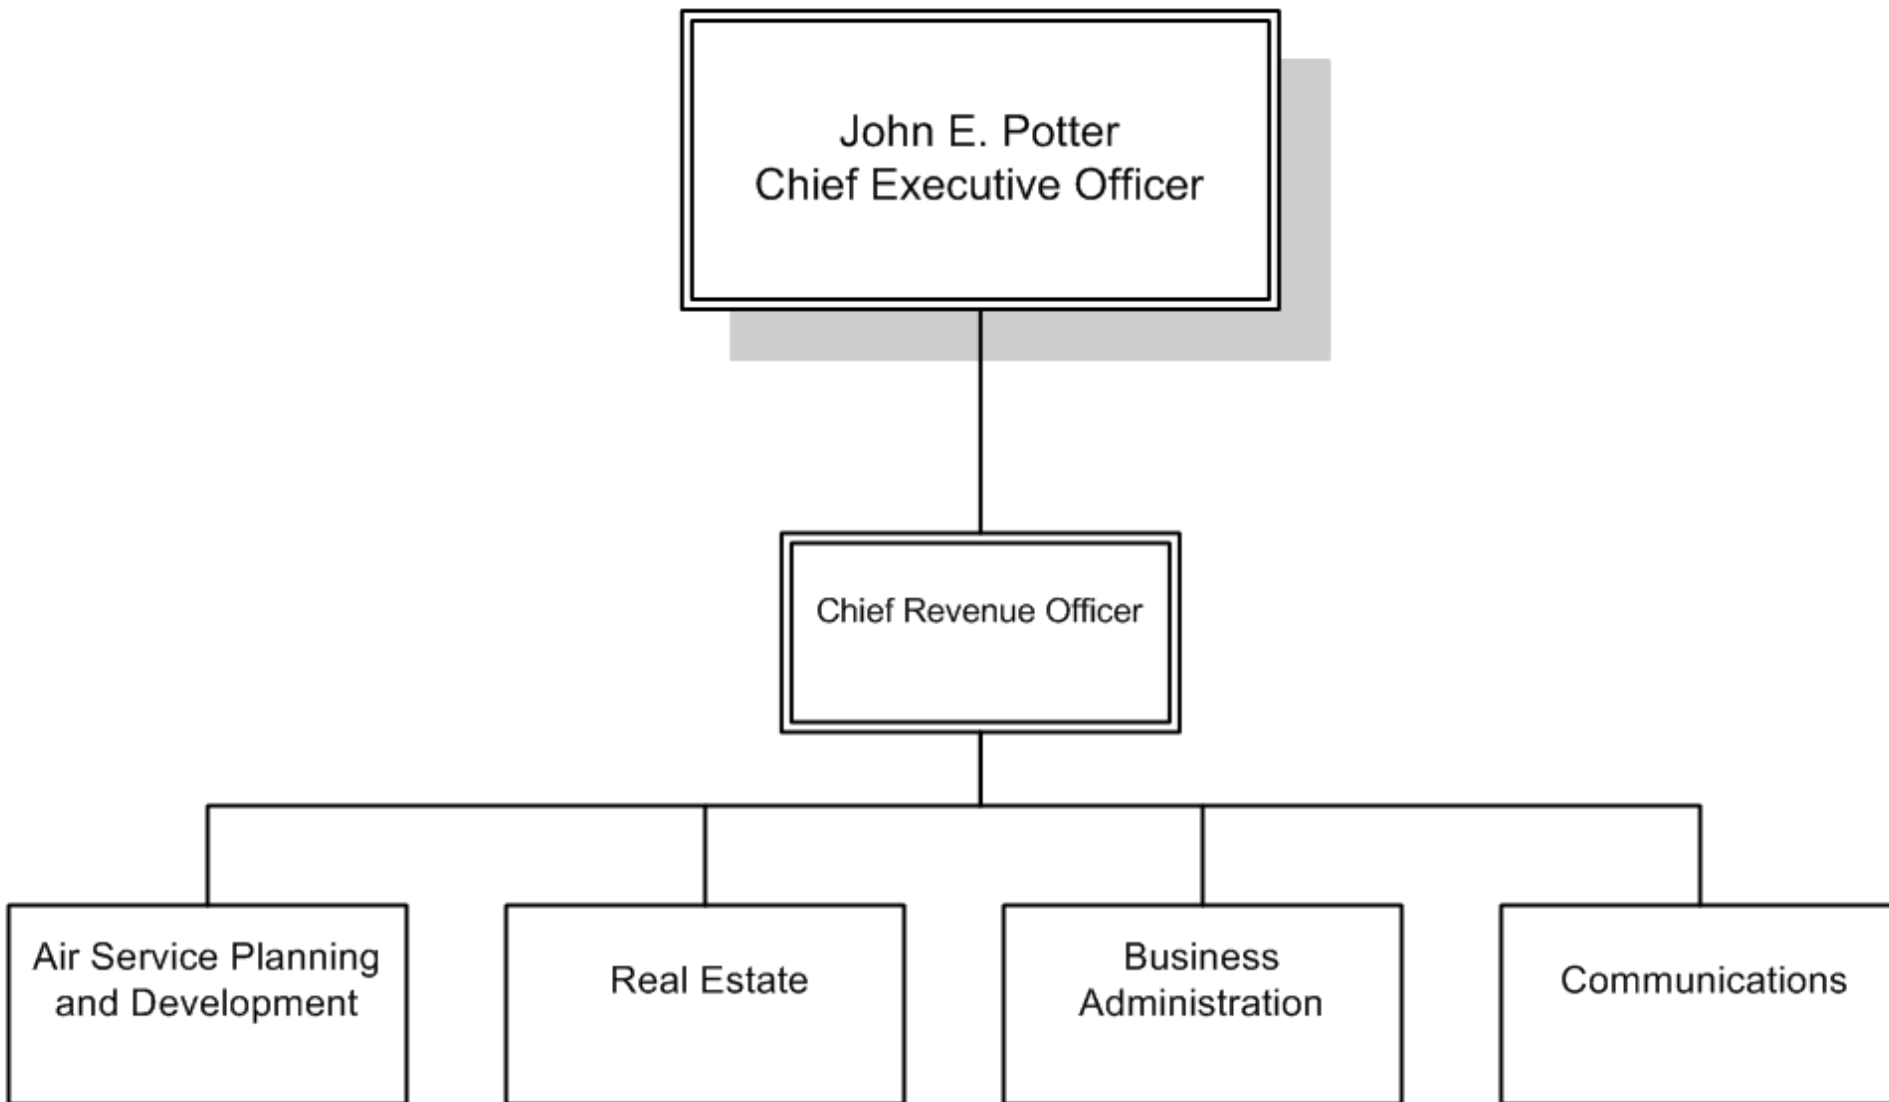 John E. Potter
Chief Executive Officer
Chief Revenue Officer
Air Service Planning
and Development
Real Estate
Business
Administration
Communications